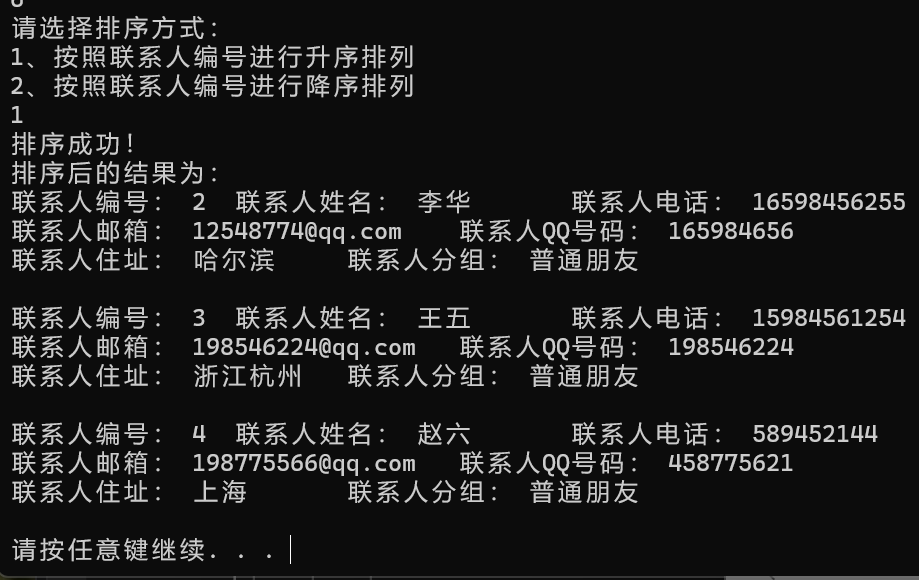 请选择排序方式：
1、按照联系人编号进行升序排列
2、按照联系人编号进行降序排列
1
排序成功！
排序后的结果为：
联系人编号： 2 联系人姓名： 李华 联系人电话： 16598456255
联系人邮箱： 12548774@qq.com 联系人QQ号码： 165984656
联系人住址： 哈尔滨 联系人分组： 普通朋友
联系人编号： 3 联系人姓名： 王五 联系人电话： 15984561254
联系人邮箱： 198546224@qq.com 联系人QQ号码： 198546224
联系人住址： 浙江杭州 联系人分组： 普通朋友
联系人编号： 4 联系人姓名： 赵六 联系人电话： 589452144
联系人邮箱： 198775566@qq.com 联系人QQ号码： 458775621
联系人住址： 上海 联系人分组： 普通朋友
请按任意键继续. . .